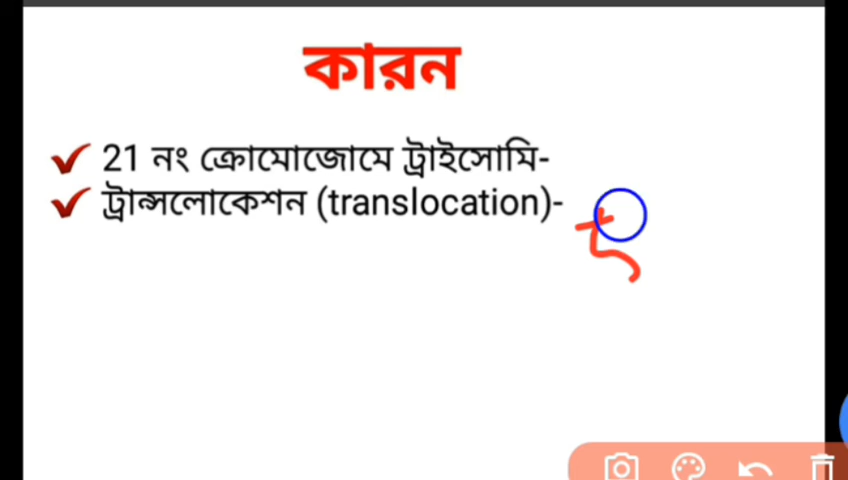 কারন
21 নং ক্রোমোজোমে ট্রাইসোমি-
ট্রান্সলোকেশন (translocation)-